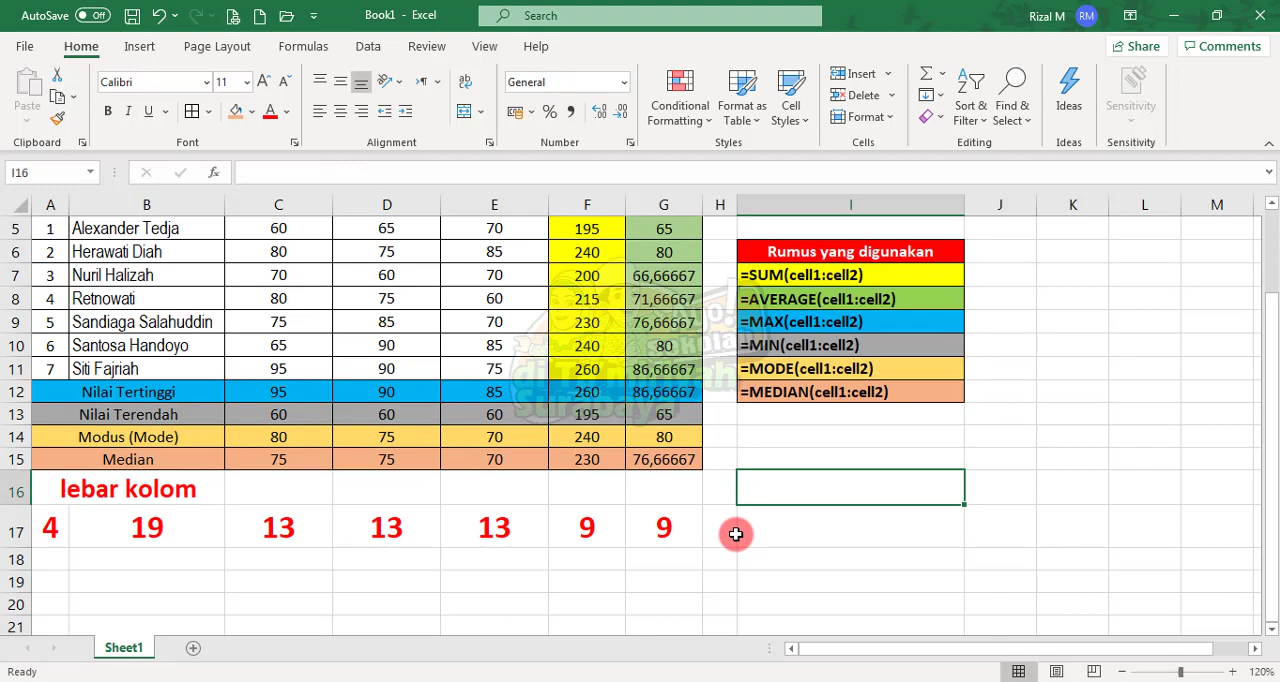 AutoSave Off Book1 - Excel Search Rizal M RM
File Home Insert Page Layout Formulas Data Review View Help Share Comments
Paste Calibri 11 General Conditional Formatting Format as Table Cell Styles Insert Delete Format Sort & Filter Find & Select Ideas Sensitivity
Clipboard Font Alignment Number Styles Cells Editing Ideas Sensitivity
I16 fx
A B C D E F G H I J K L M
5 1 Alexander Tedja 60 65 70 195 65
6 2 Herawati Diah 80 75 85 240 80 Rumus yang digunakan
7 3 Nuril Halizah 70 60 70 200 66,66667 =SUM(cell1:cell2)
8 4 Retnowati 80 75 60 215 71,66667 =AVERAGE(cell1:cell2)
9 5 Sandiaga Salahuddin 75 85 70 230 76,66667 =MAX(cell1:cell2)
10 6 Santosa Handoyo 65 90 85 240 80 =MIN(cell1:cell2)
11 7 Siti Fajriah 95 90 75 260 86,66667 =MODE(cell1:cell2)
12 Nilai Tertinggi 95 90 85 260 86,66667 =MEDIAN(cell1:cell2)
13 Nilai Terendah 60 60 60 195 65
14 Modus (Mode) 80 75 70 240 80
15 Median 75 75 70 230 76,66667
16 lebar kolom
17 4 19 13 13 13 9 9
18
19
20
21
Sheet1
Ready 120%